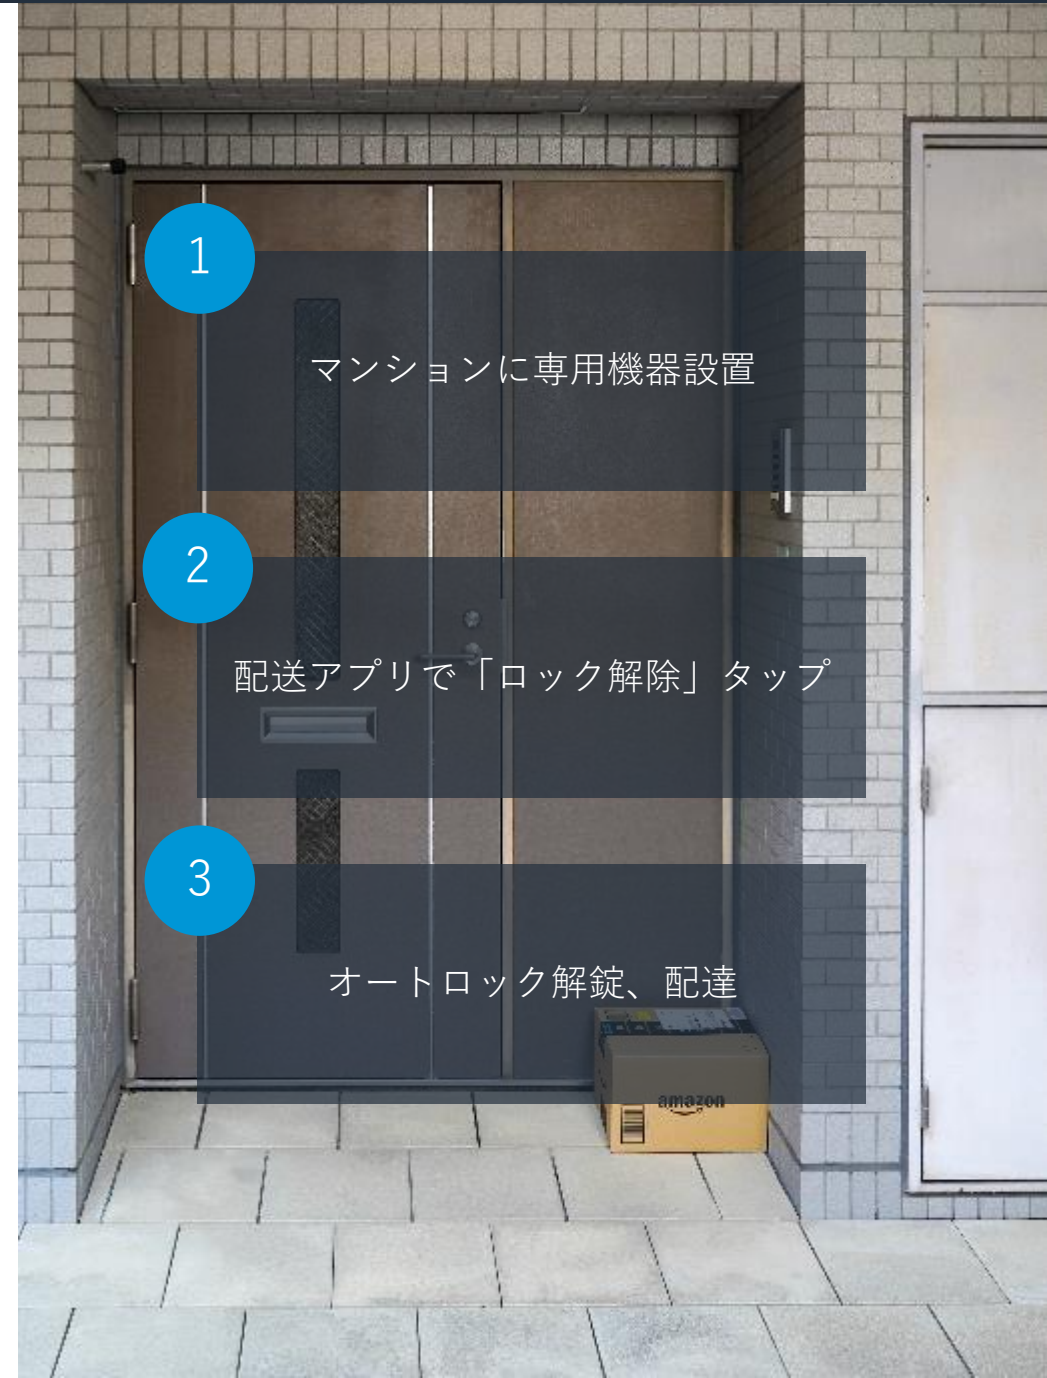 1
マンションに専用機器設置
2
配送アプリで「ロック解除」タップ
3
オートロック解錠、配達
amazon